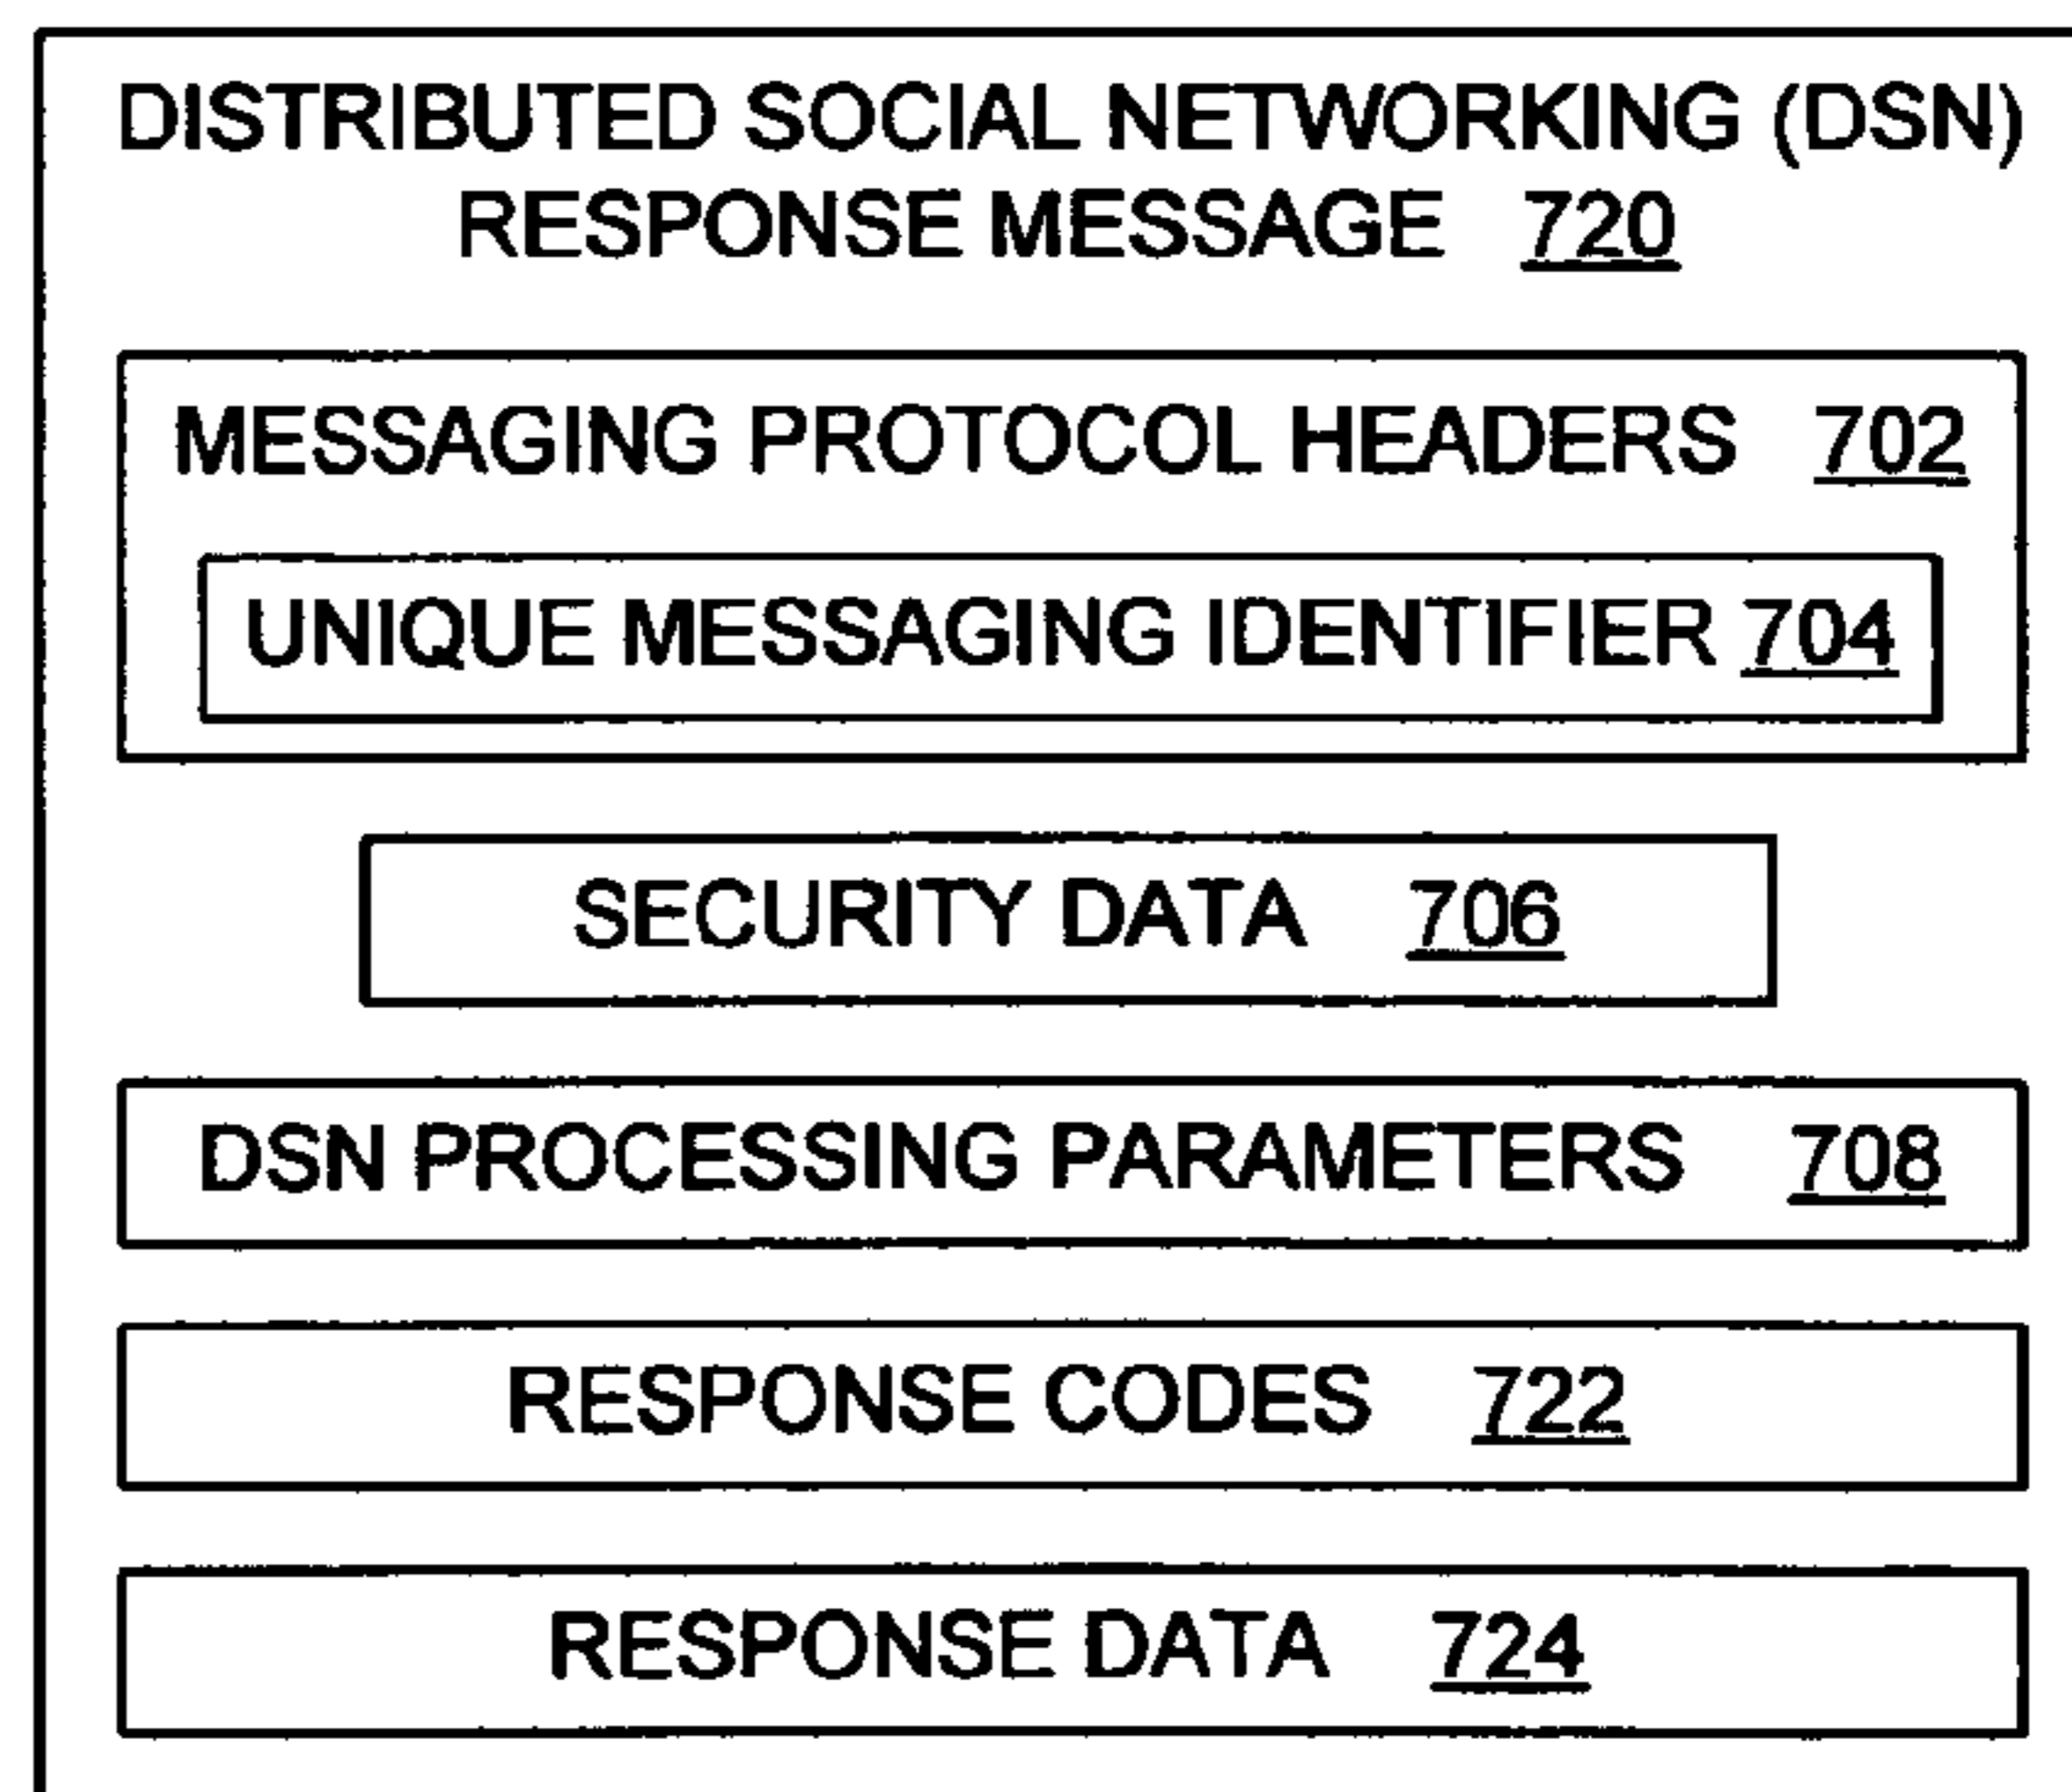 DISTRIBUTED SOCIAL NETWORKING (DSN)
RESPONSE MESSAGE 720
MESSAGING PROTOCOL HEADERS 702
UNIQUE MESSAGING IDENTIFIER 704
SECURITY DATA 706
DSN PROCESSING PARAMETERS 708
RESPONSE CODES 722
RESPONSE DATA 724